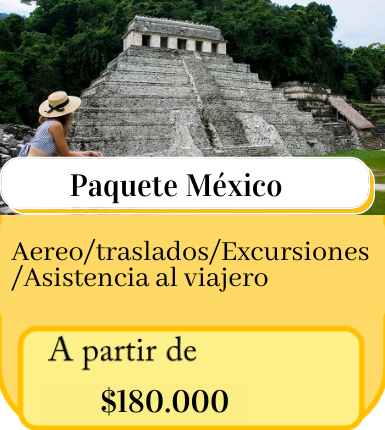 Paquete México
Aereo/traslados/Excursiones
/Asistencia al viajero
A partir de
$180.000